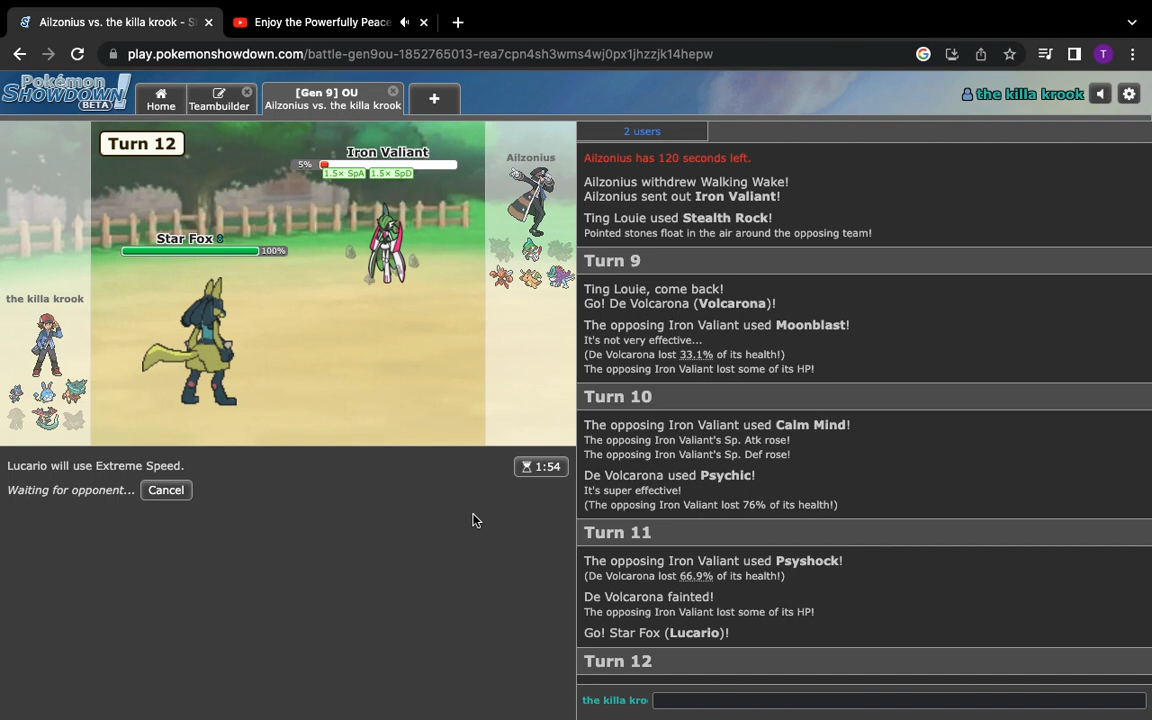 Ailzonius vs. the killa krook - S
Enjoy the Powerfully Peace
play.pokemonshowdown.com/battle-gen9ou-1852765013-rea7cpn4sh3wms4wj0px1jhzzjk14hepw
T
Pokémon
SHOWDOWN!
BETA
Home
Teambuilder
[Gen 9] OU
Ailzonius vs. the killa krook
the killa krook
Turn 12
Iron Valiant
5%
1.5× SpA 1.5× SpD
Star Fox
100%
Ailzonius
the killa krook
Lucario will use Extreme Speed.
1:54
Waiting for opponent... Cancel
2 users
Ailzonius has 120 seconds left.
Ailzonius withdrew Walking Wake!
Ailzonius sent out Iron Valiant!
Ting Louie used Stealth Rock!
Pointed stones float in the air around the opposing team!
Turn 9
Ting Louie, come back!
Go! De Volcarona (Volcarona)!
The opposing Iron Valiant used Moonblast!
It's not very effective...
(De Volcarona lost 33.1% of its health!)
The opposing Iron Valiant lost some of its HP!
Turn 10
The opposing Iron Valiant used Calm Mind!
The opposing Iron Valiant's Sp. Atk rose!
The opposing Iron Valiant's Sp. Def rose!
De Volcarona used Psychic!
It's super effective!
(The opposing Iron Valiant lost 76% of its health!)
Turn 11
The opposing Iron Valiant used Psyshock!
(De Volcarona lost 66.9% of its health!)
De Volcarona fainted!
The opposing Iron Valiant lost some of its HP!
Go! Star Fox (Lucario)!
Turn 12
the killa kro